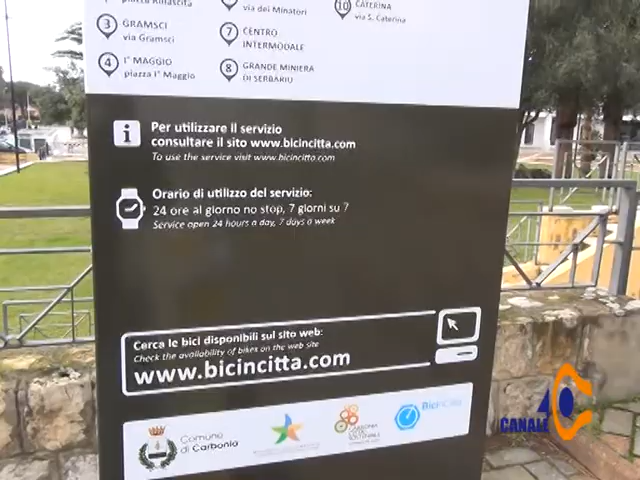 via dei Minatori
10 CATERINA
via S. Caterina
3 GRAMSCI
via Gramsci
7 CENTRO
INTERMODALE
4 1° MAGGIO
piazza 1° Maggio
8 GRANDE MINIERA
DI SERBARIU
i Per utilizzare il servizio
consultare il sito www.bicincitta.com
To use the service visit www.bicincitta.com
Orario di utilizzo del servizio:
24 ore al giorno no stop, 7 giorni su 7
Service open 24 hours a day, 7 days a week
Cerca le bici disponibili sul sito web:
Check the availability of bikes on the web site
www.bicincitta.com
Comune
di Carbonia
CARBONIA
CITTÀ
SOSTENIBILE
Bicincittà
CANALE 40